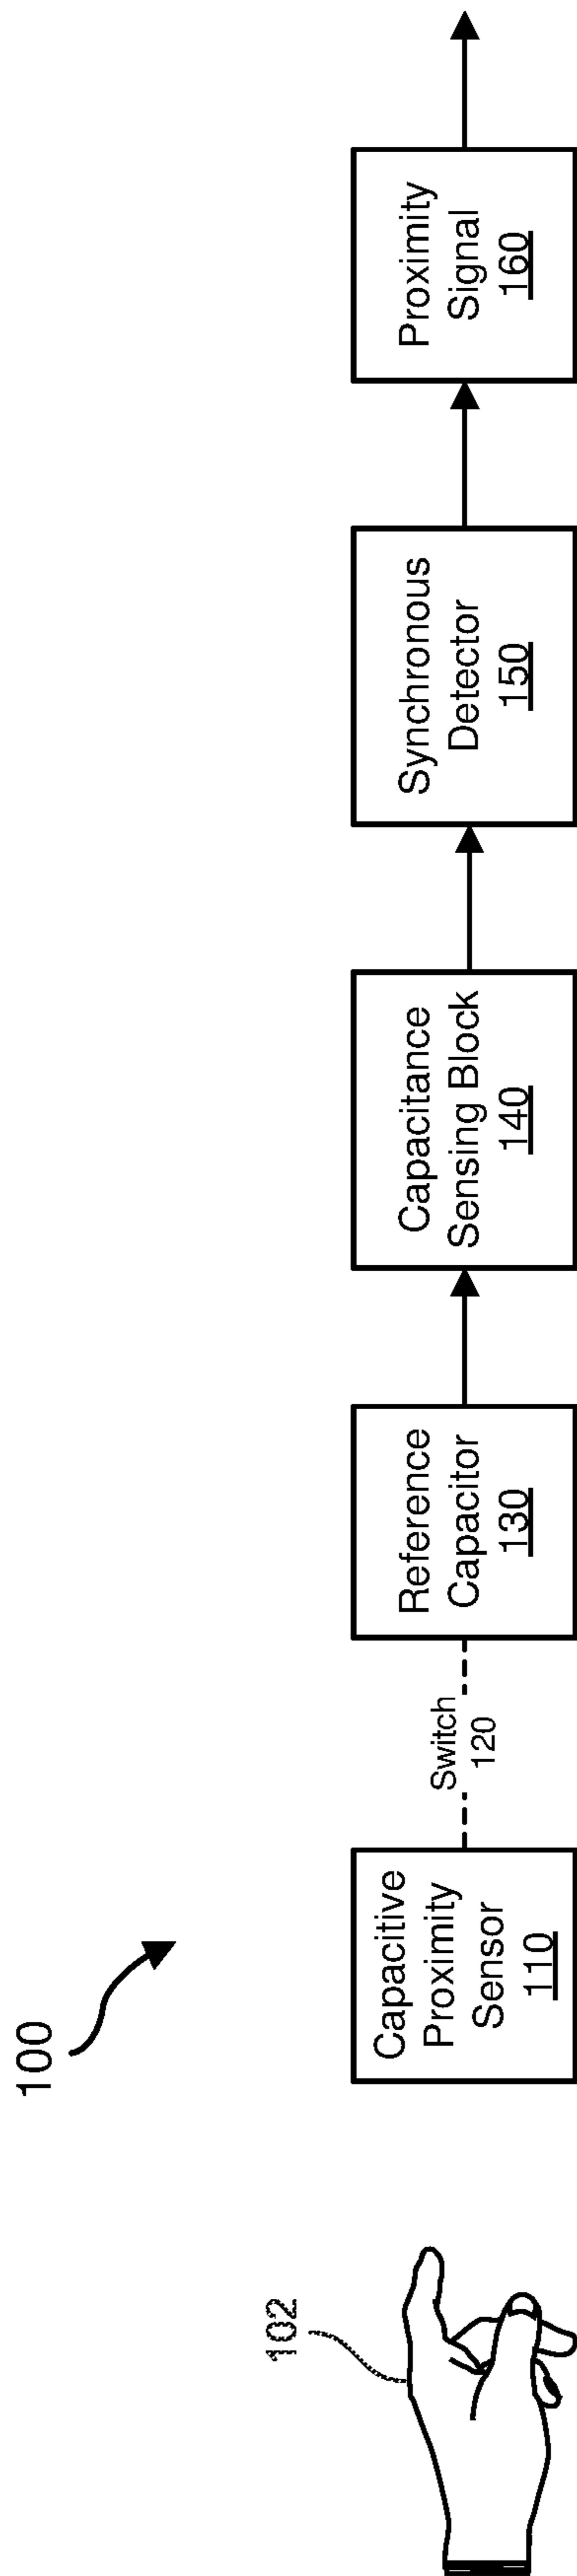 100
102
Capacitive
Proximity
Sensor
110
Switch
120
Reference
Capacitor
130
Capacitance
Sensing Block
140
Synchronous
Detector
150
Proximity
Signal
160